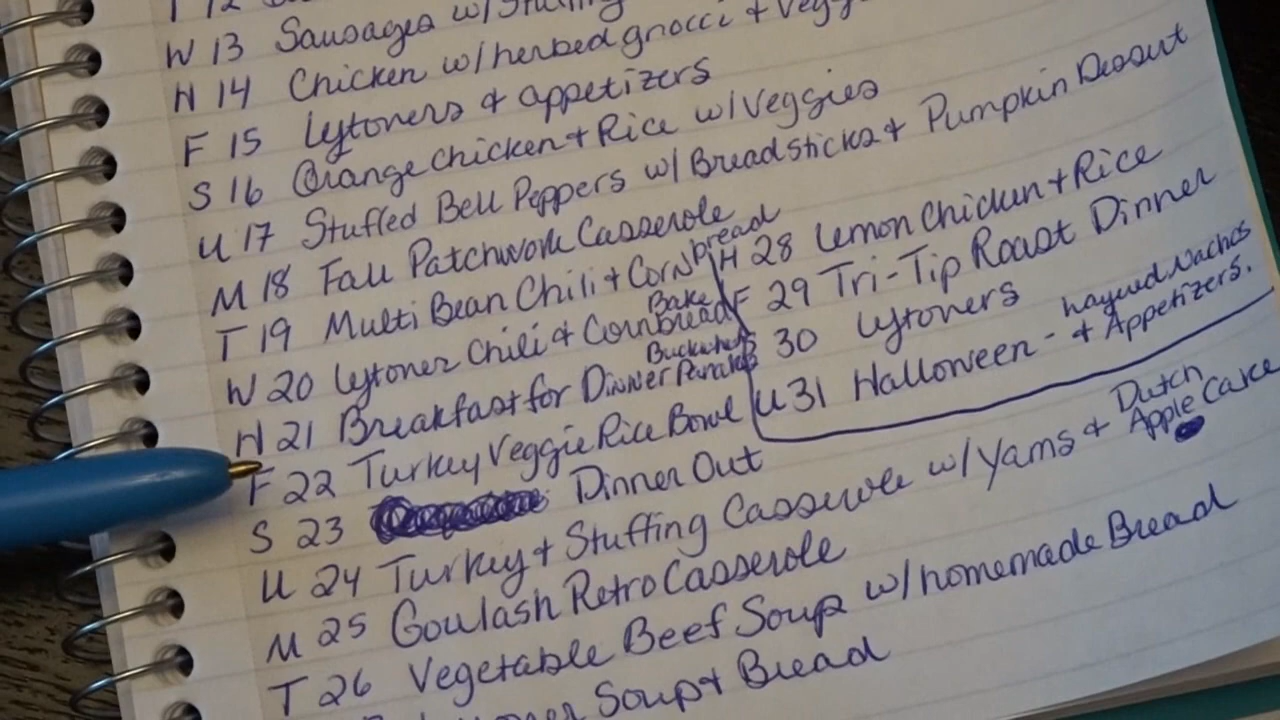 T 12
W 13 Sausages w/ Stuffing
H 14 Chicken w/ herbed gnocci + Vegg
F 15 Leftovers & appetizers
S 16 Orange Chicken + Rice w/ Veggies
U 17 Stuffed Bell Peppers w/ Breadsticks + Pumpkin Dessert
M 18 Fall Patchwork Casserole
T 19 Multi Bean Chili + Cornbread
W 20 Leftover Chili & Cornbread Bake
H 21 Breakfast for Dinner
F 22 Turkey Veggie Rice Bowl
S 23 Dinner Out
U 24 Turkey + Stuffing Casserole w/ Yams + Dutch Apple Cake
M 25 Goulash Retro Casserole
T 26 Vegetable Beef Soup w/ homemade Bread
Soup + Bread
H 28 Lemon Chicken + Rice
F 29 Tri-Tip Roast Dinner
S 30 Leftovers
U 31 Halloween - layered Nachos & Appetizers.